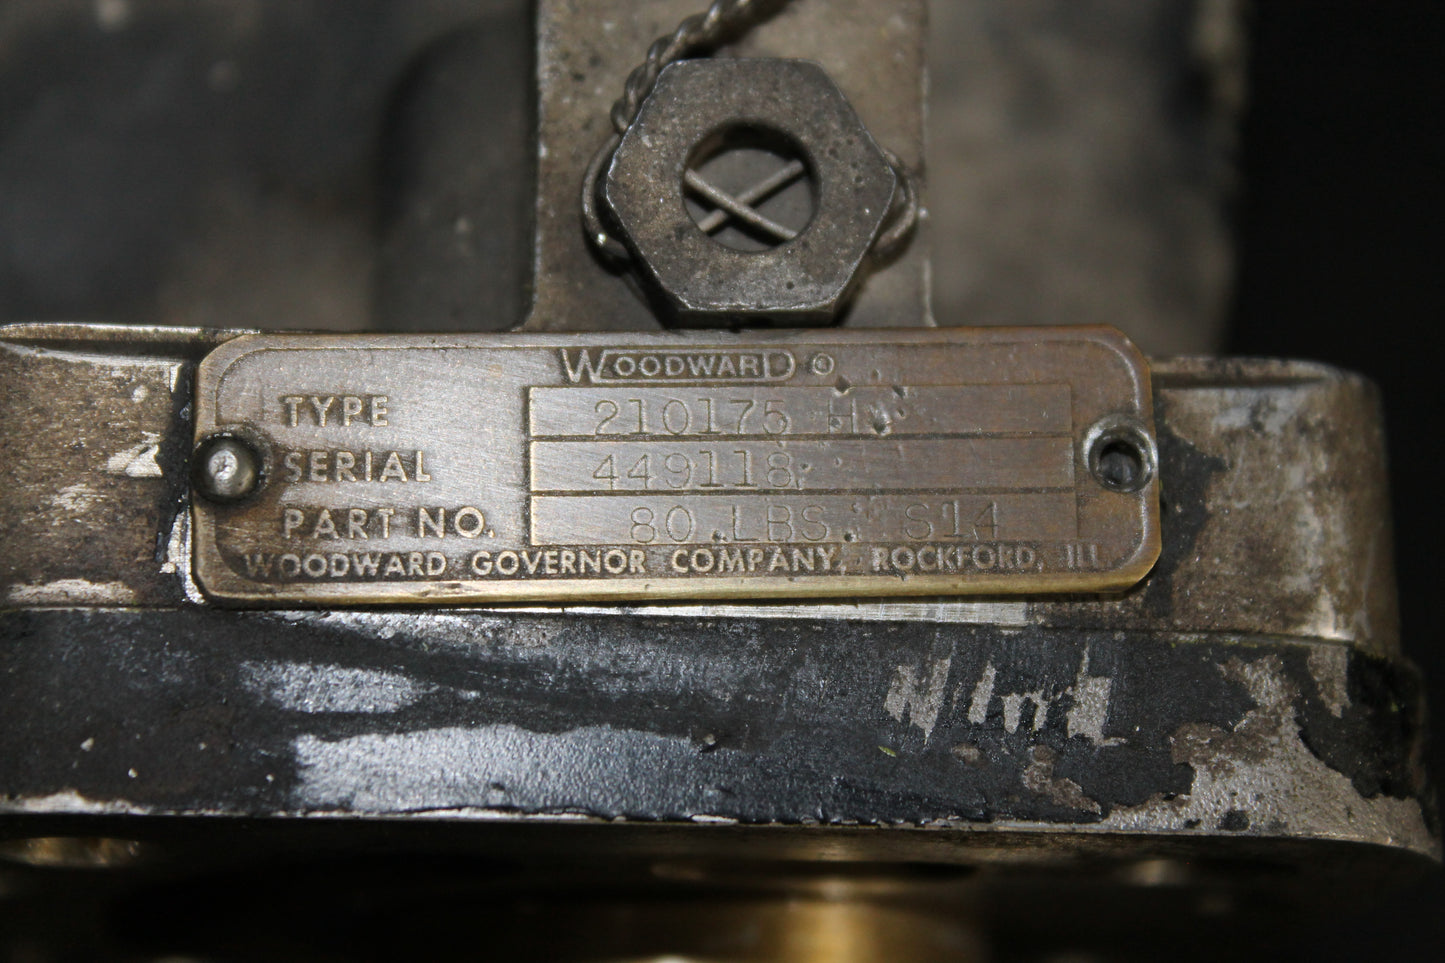 WOODWARD ©
TYPE 210175 H
SERIAL 449118
PART NO. 80 LBS. S14
WOODWARD GOVERNOR COMPANY, ROCKFORD, ILL.